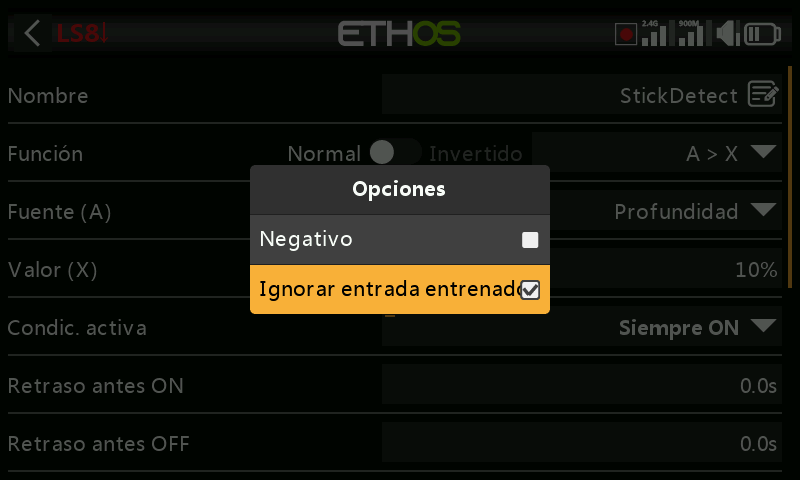 LS8
ETHOS
2.4G
900M
Nombre
StickDetect
Función
Normal
Invertido
A > X
Opciones
Fuente (A)
Profundidad
Negativo
Valor (X)
10%
Ignorar entrada entrenado
Condic. activa
Siempre ON
Retraso antes ON
0.0s
Retraso antes OFF
0.0s